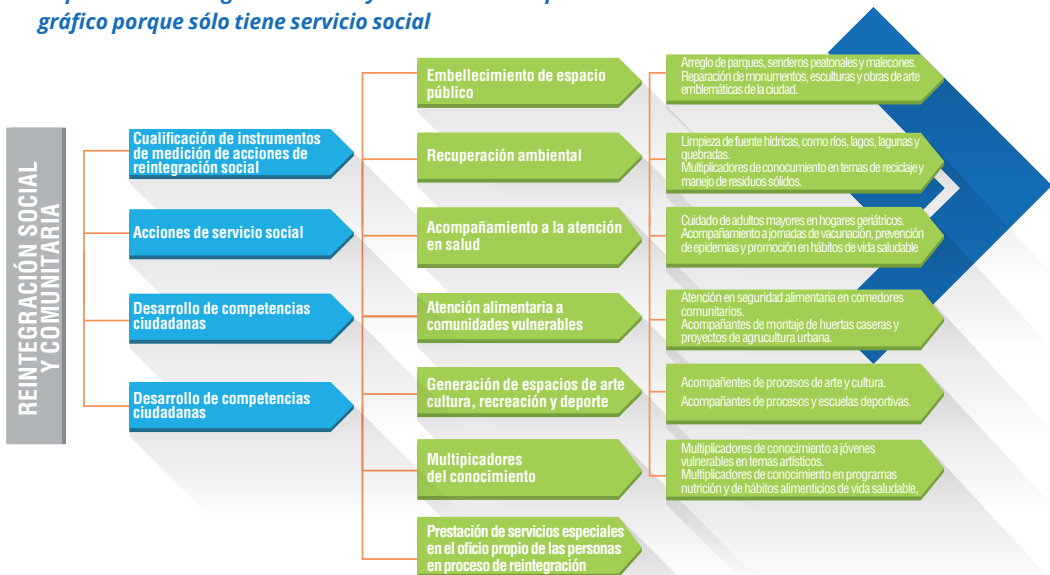 gráfico porque sólo tiene servicio social
REINTEGRACIÓN SOCIAL
Y COMUNITARIA
Cualificación de instrumentos
de medición de acciones de
reintegración social
Acciones de servicio social
Desarrollo de competencias
ciudadanas
Desarrollo de competencias
ciudadanas
Embellecimiento de espacio
público
Recuperación ambiental
Acompañamiento a la atención
en salud
Atención alimentaria a
comunidades vulnerables
Generación de espacios de arte
cultura, recreación y deporte
Multipicadores
del conocimiento
Prestación de servicios especiales
en el oficio propio de las personas
en proceso de reintegración
Arreglo de parques, senderos peatonales y malecones.
Reparación de monumentos, esculturas y obras de arte
emblemáticas de la ciudad.
Limpieza de fuente hídricas, como ríos, lagos, lagunas y
quebradas.
Multiplicadores de conocumiento en temas de reciclaje y
manejo de residuos sólidos.
Cuidado de adultos mayores en hogares geriátricos.
Acompañamiento a jornadas de vacunación, prevención
de epidemias y promoción en hábitos de vida saludable
Atención en seguridad alimentaria en comedores
comunitarios.
Acompañantes de montaje de huertas caseras y
proyectos de agrucultura urbana.
Acompañentes de procesos de arte y cultura.
Acompañantes de procesos y escuelas deportivas.
Multiplicadores de conocimiento a jóvenes
vulnerables en temas artísticos.
Multiplicadores de conocimiento en programas
nutrición y de hábitos alimenticios de vida saludable,